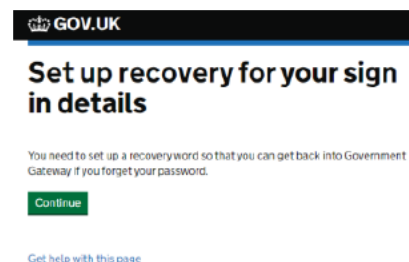 GOV.UK
Set up recovery for your sign
in details
You need to set up a recovery word so that you can get back into Government
Gateway if you forget your password.
Continue
Get help with this page